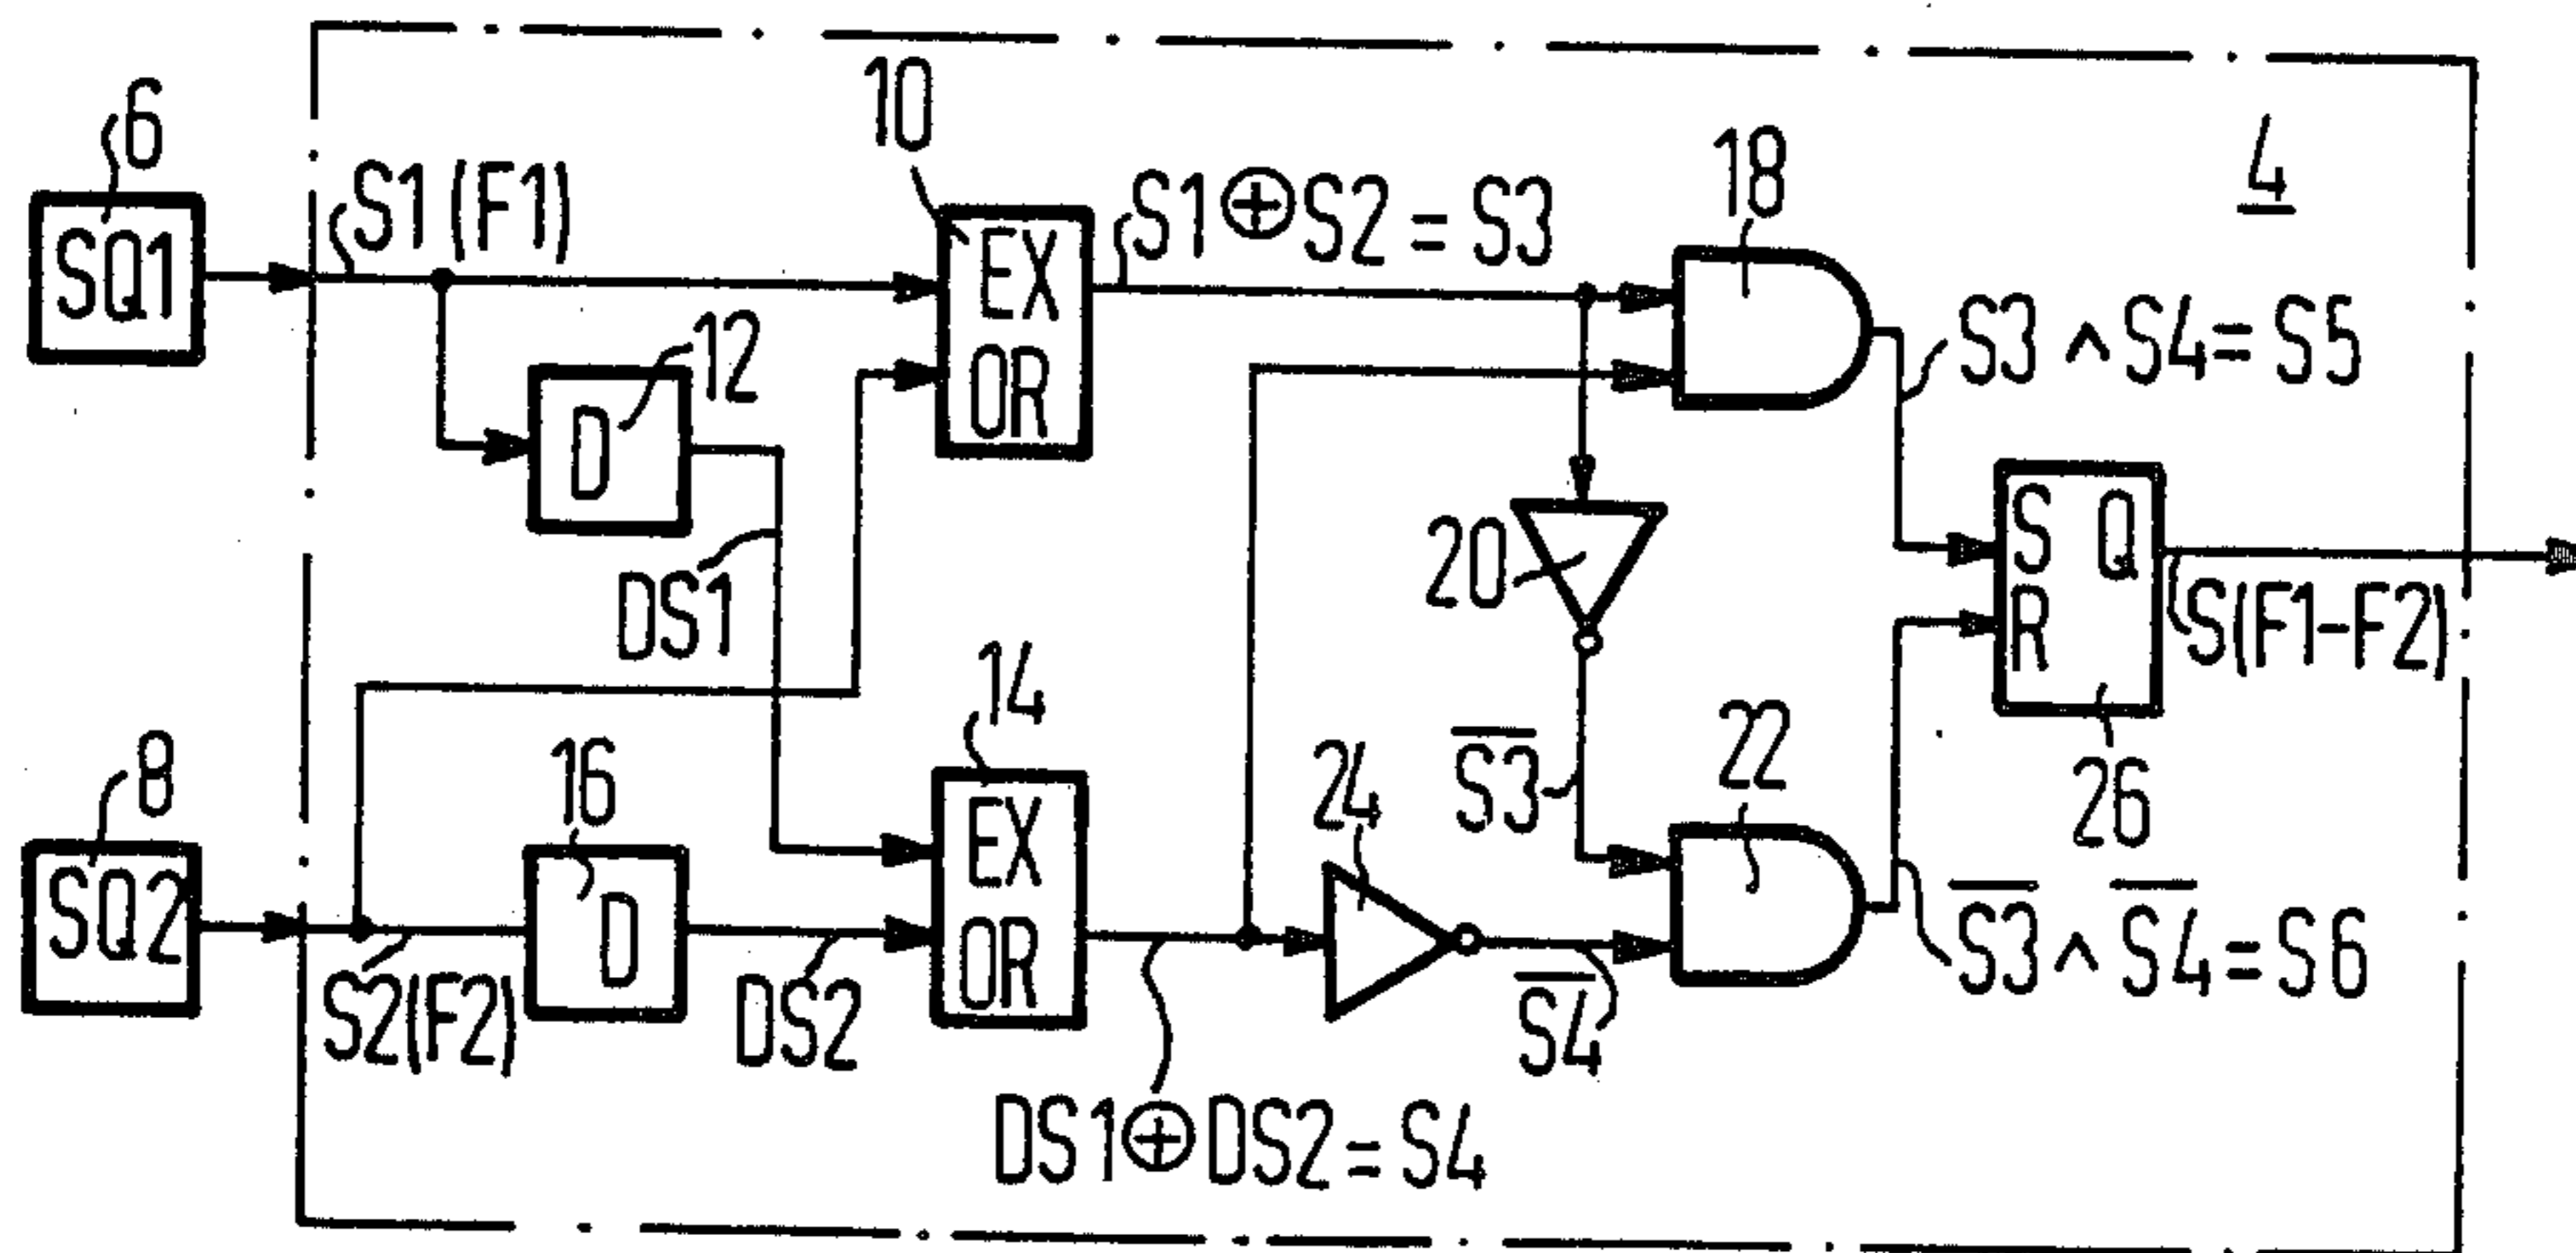 6
SQ1
S1 (F1)
10
EX
OR
S1 ⊕ S2 = S3
18
4
12
D
DS1
S3 ∧ S4 = S5
20
S Q
R
S(F1-F2)
26
8
SQ2
S2(F2)
16
D
DS2
14
EX
OR
24
S̅3̅
22
S̅4̅
S̅3̅ ∧ S̅4̅ = S6
DS1 ⊕ DS2 = S4